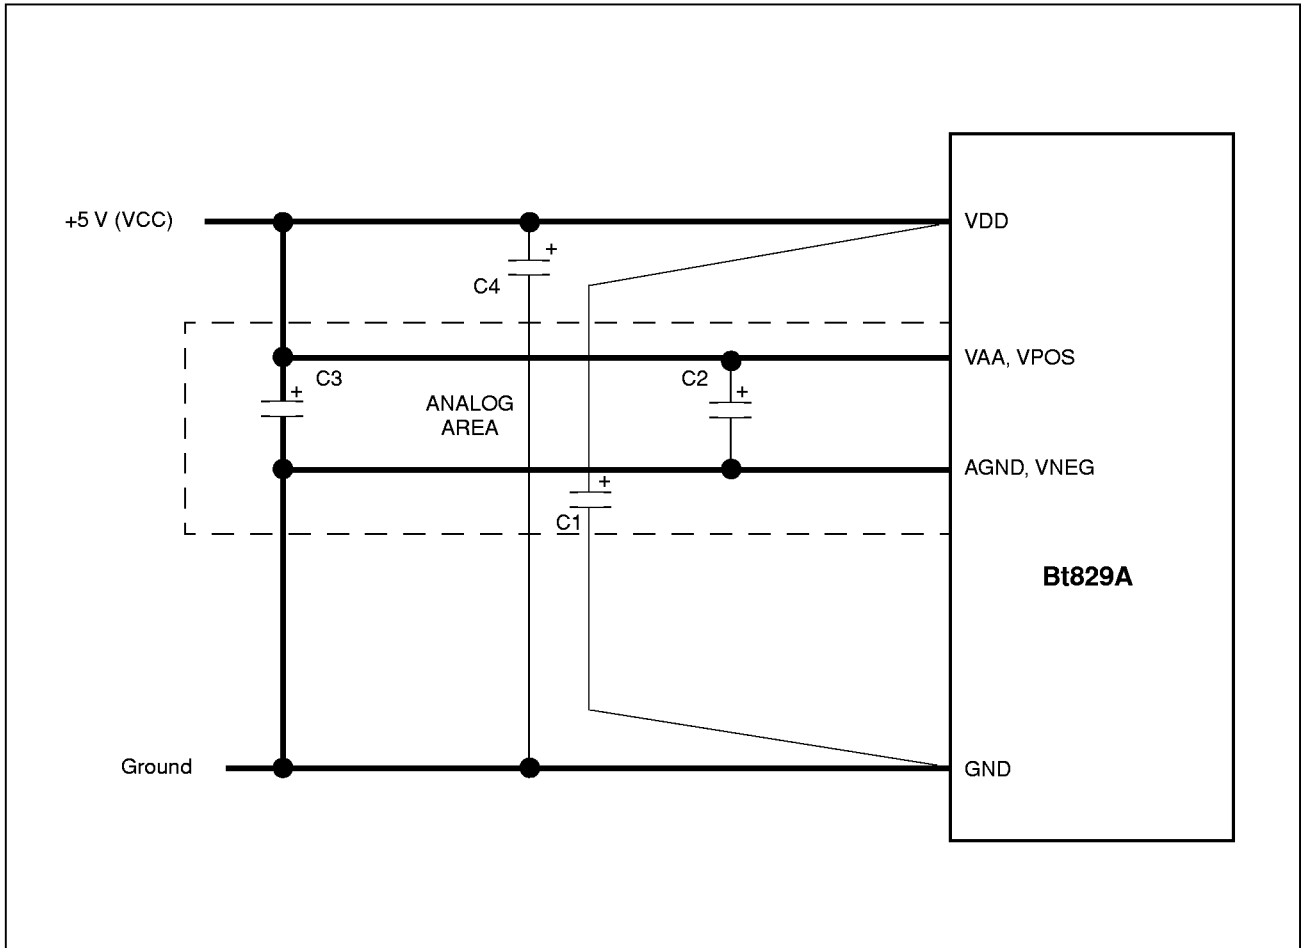 +5 V (VCC)
VDD
+
C4
VAA, VPOS
C3
C2
+
+
ANALOG
AREA
AGND, VNEG
+
C1
Bt829A
Ground
GND